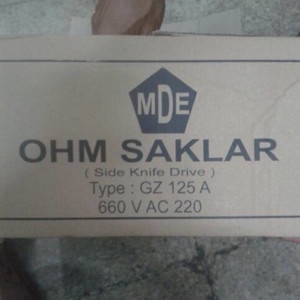 MDE
OHM SAKLAR
( Side Knife Drive )
Type : GZ 125 A
660 V AC 220